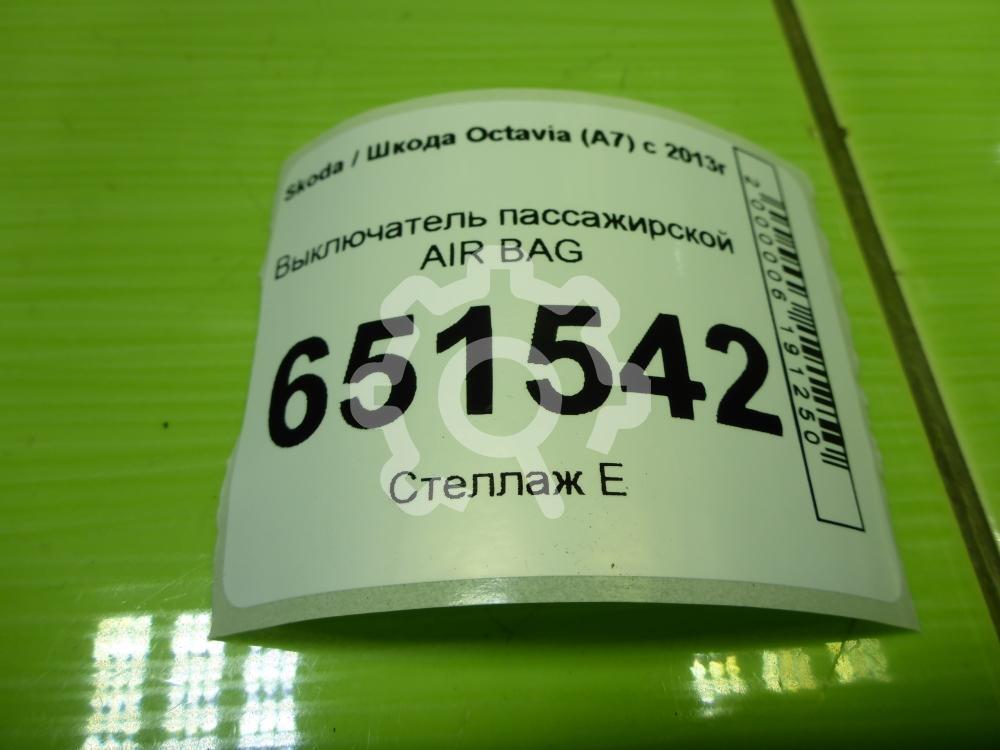 Skoda / Шкода Octavia (A7) с 2013г
Выключатель пассажирской
AIR BAG
651542
Стеллаж E
2000006191250